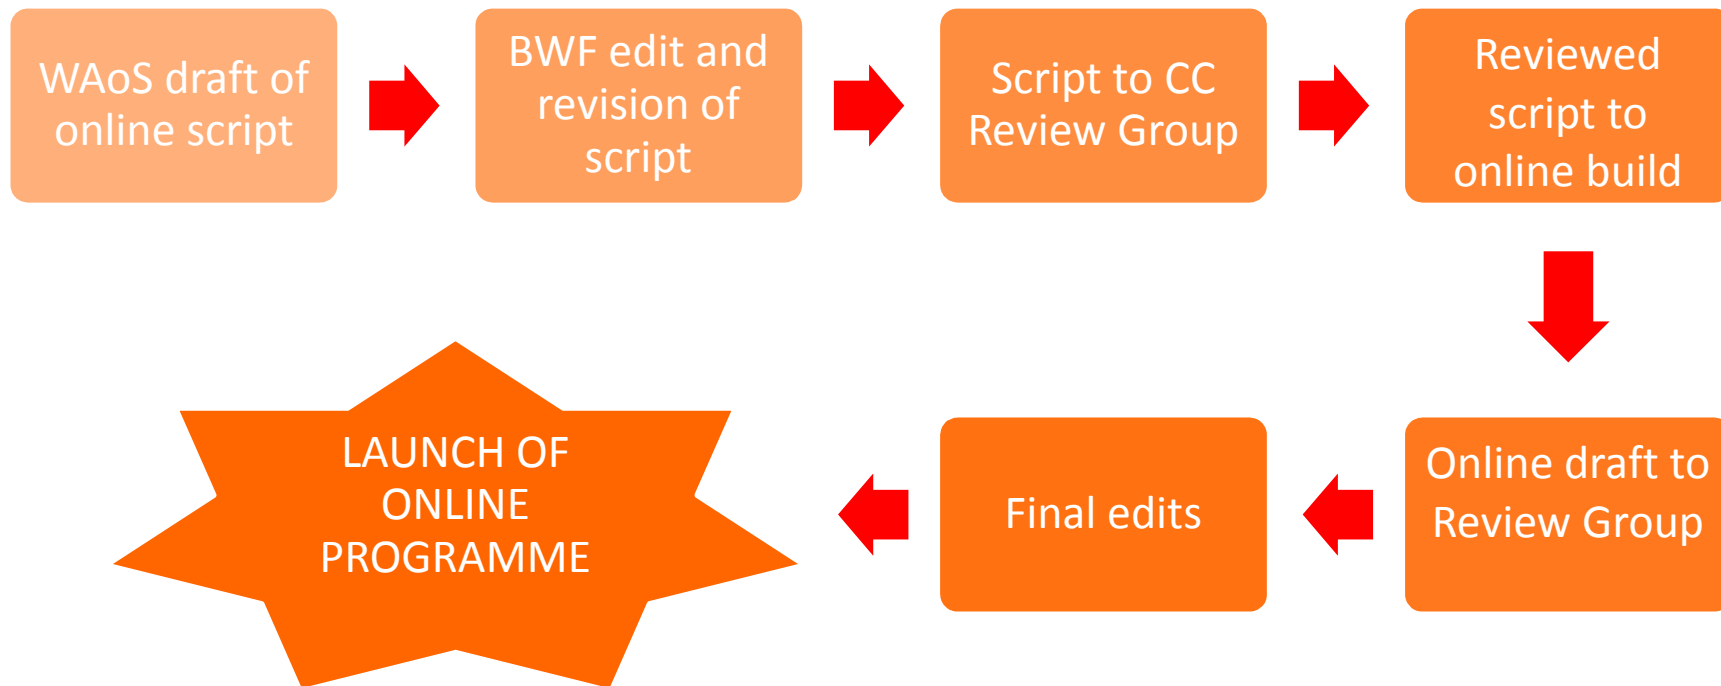 WAoS draft of
online script
BWF edit and
revision of
script
Script to CC
Review Group
Reviewed
script to
online build
Online draft to
Review Group
Final edits
LAUNCH OF
ONLINE
PROGRAMME